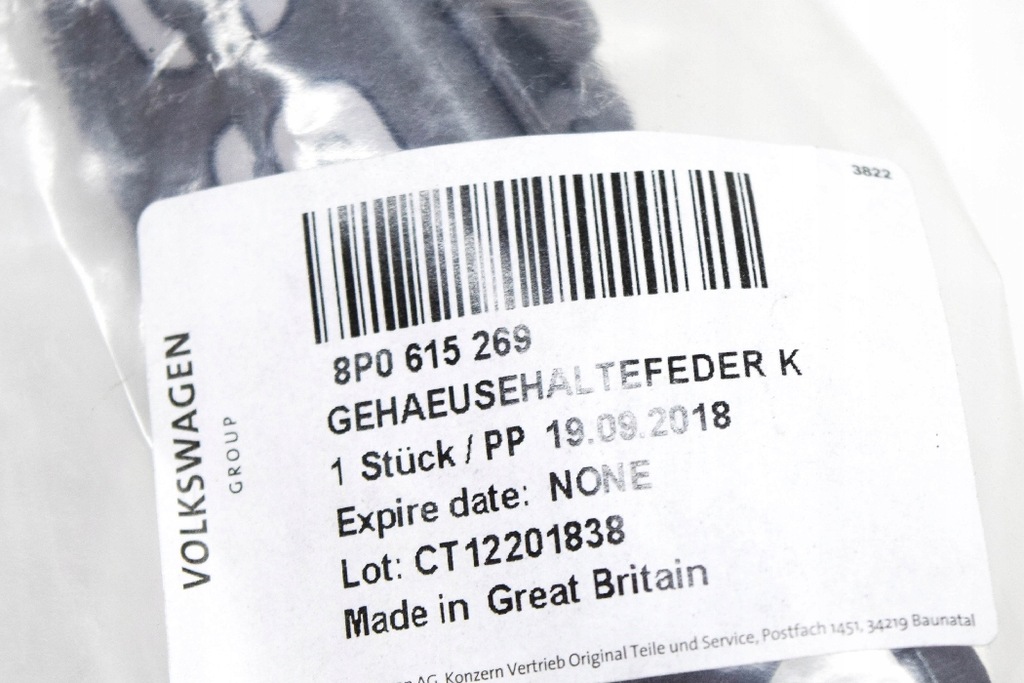 3822
8P0 615 269
GEHAEUSEHALTEFEDER K
1 Stück / PP 19.09.2018
Expire date: NONE
Lot: CT12201838
Made in Great Britain
VOLKSWAGEN
GROUP
AG, Konzern Vertrieb Original Teile und Service, Postfach 1451, 34219 Baunatal